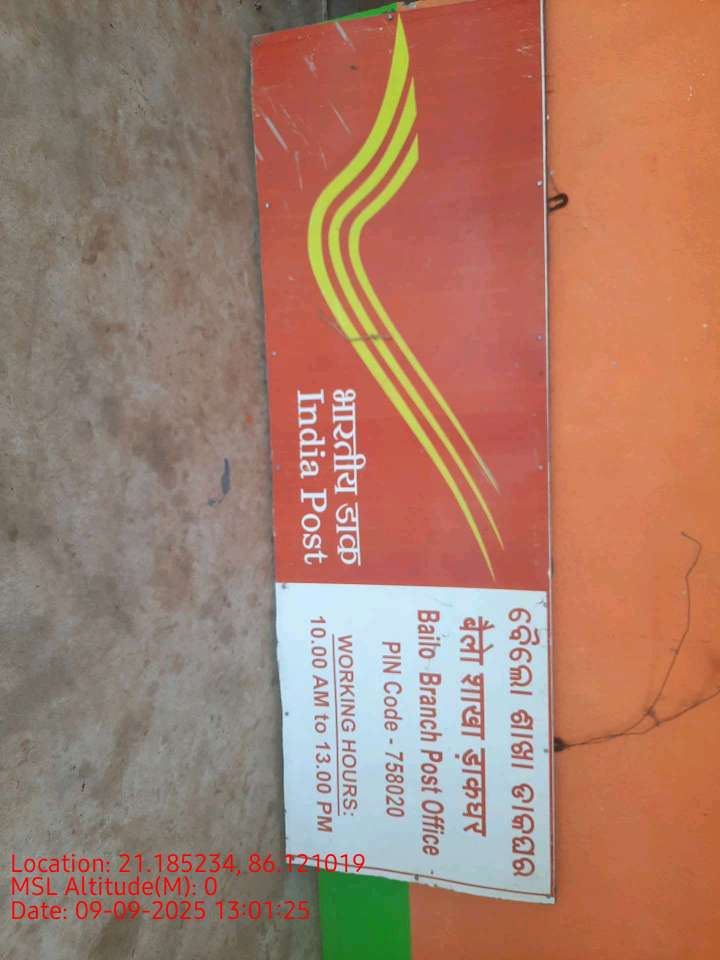 भारतीय डाक
India Post
ବୈଲୋ ଶାଖା ଡାକଘର
बैलो शाखा ड़ाकघर
Bailo Branch Post Office
PIN Code - 758020
WORKING HOURS:
10.00 AM to 13.00 PM
Location: 21.185234, 86.121019
MSL Altitude(M): 0
Date: 09-09-2025 13:01:25